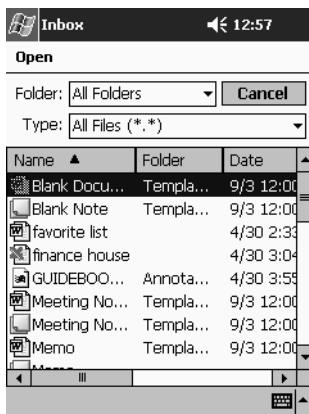 Inbox 12:57
Open
Folder: All Folders Cancel
Type: All Files (*.*)
Name Folder Date
Blank Docu... Templa... 9/3 12:00
Blank Note Templa... 9/3 12:00
favorite list 4/30 2:33
finance house 4/30 3:04
GUIDEBOO... Annota... 4/30 3:55
Meeting No... Templa... 9/3 12:00
Meeting No... Templa... 9/3 12:00
Memo Templa... 9/3 12:00